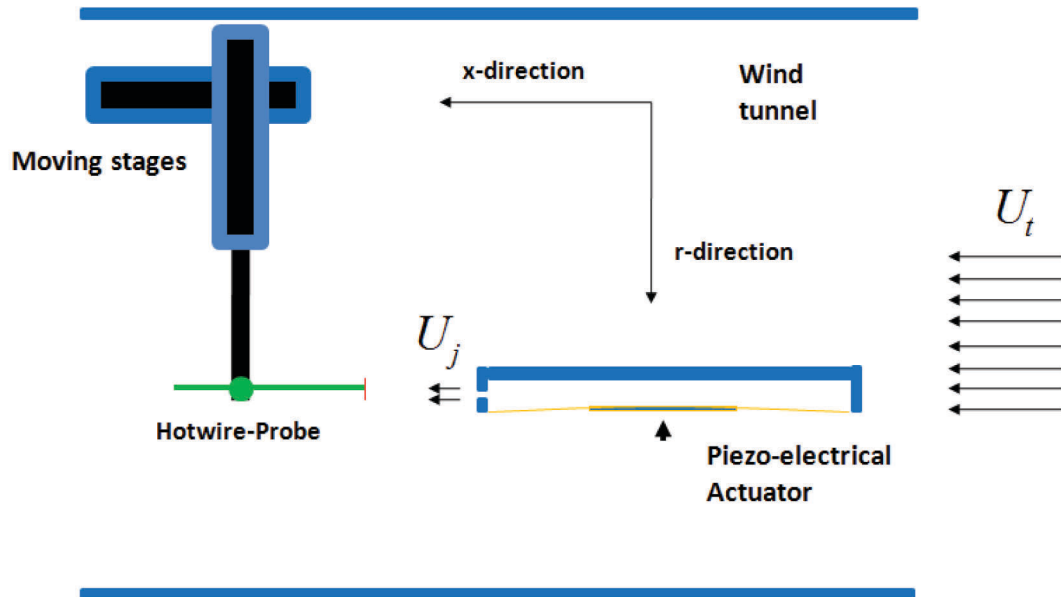 x-direction
Wind
tunnel
Moving stages
U_t
r-direction
U_j
Hotwire-Probe
Piezo-electrical
Actuator